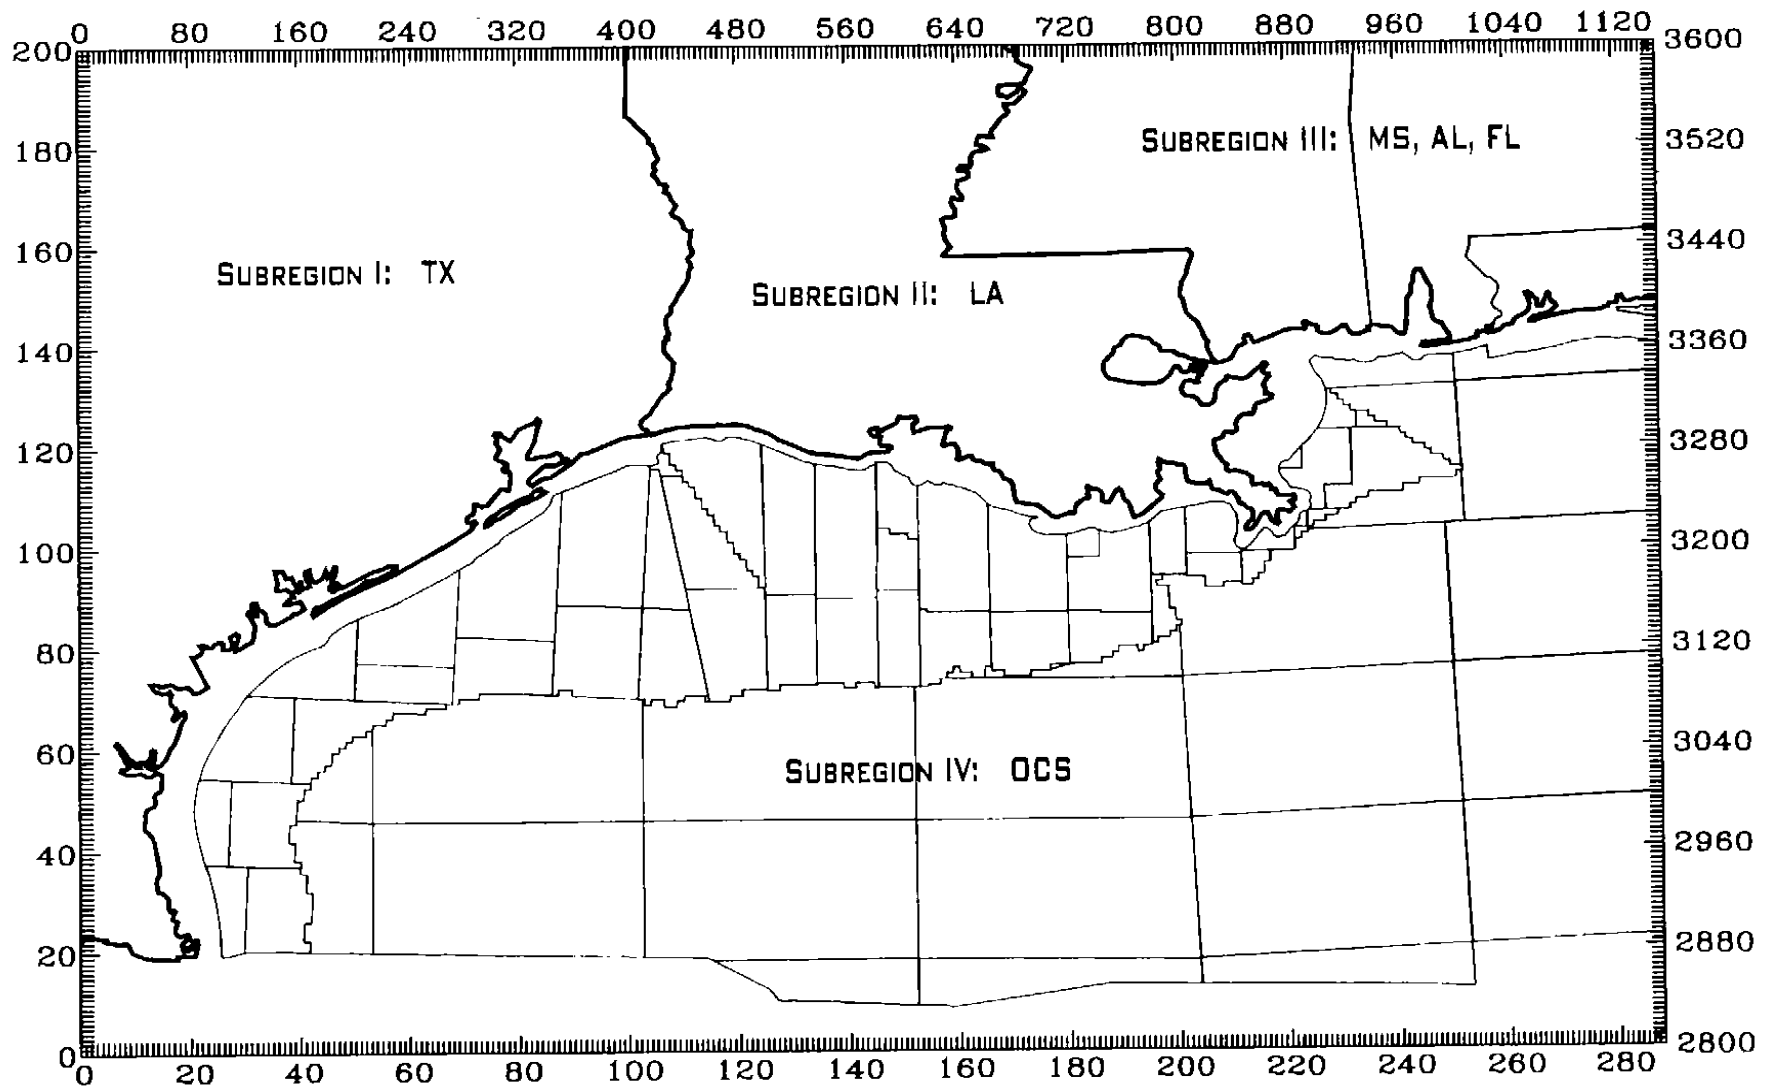 0 80 160 240 320 400 480 560 640 720 800 880 960 1040 1120
200 3600
180 SUBREGION III: MS, AL, FL 3520
160 3440
SUBREGION I: TX
SUBREGION II: LA
140 3360
120 3280
100 3200
80 3120
60 3040
SUBREGION IV: OCS
40 2960
20 2880
0 2800
0 20 40 60 80 100 120 140 160 180 200 220 240 260 280